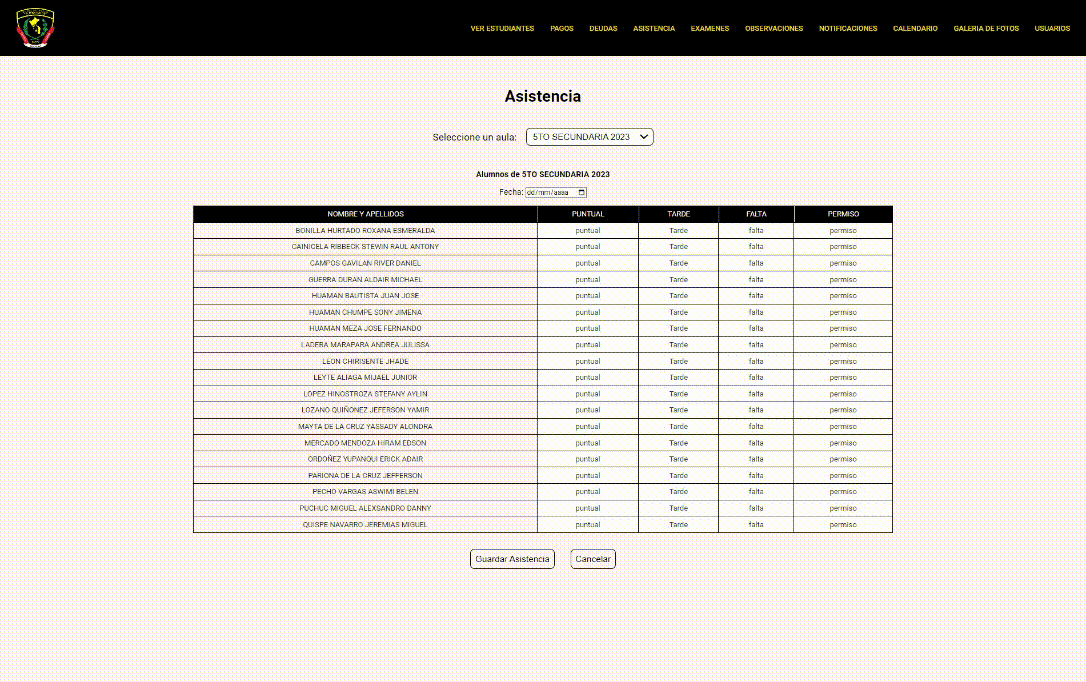 VER ESTUDIANTES PAGOS DEUDAS ASISTENCIA EXAMENES OBSERVACIONES NOTIFICACIONES CALENDARIO GALERIA DE FOTOS USUARIOS
Asistencia
Seleccione un aula: 5TO SECUNDARIA 2023
Alumnos de 5TO SECUNDARIA 2023
Fecha: dd/mm/aaaa
NOMBRE Y APELLIDOS PUNTUAL TARDE FALTA PERMISO
BONILLA HURTADO ROXANA ESMERALDA puntual Tarde falta permiso
CAINICELA RIBBECK STEWIN RAUL ANTONY puntual Tarde falta permiso
CAMPOS GAVILAN RIVER DANIEL puntual Tarde falta permiso
GUERRA DURAN ALDAIR MICHAEL puntual Tarde falta permiso
HUAMAN BAUTISTA JUAN JOSE puntual Tarde falta permiso
HUAMAN CHUMPE SONY JIMENA puntual Tarde falta permiso
HUAMAN MEZA JOSE FERNANDO puntual Tarde falta permiso
LADERA MARAPARA ANDREA JULISSA puntual Tarde falta permiso
LEON CHIRISENTE JHADE puntual Tarde falta permiso
LEYTE ALIAGA MIJAEL JUNIOR puntual Tarde falta permiso
LOPEZ HINOSTROZA STEFANY AYLIN puntual Tarde falta permiso
LOZANO QUIÑONEZ JEFERSON YAMIR puntual Tarde falta permiso
MAYTA DE LA CRUZ YASSADY ALONDRA puntual Tarde falta permiso
MERCADO MENDOZA HIRAM EDSON puntual Tarde falta permiso
ORDOÑEZ YUPANQUI ERICK ADAIR puntual Tarde falta permiso
PARIONA DE LA CRUZ JEFFERSON puntual Tarde falta permiso
PECHO VARGAS ASWIMI BELEN puntual Tarde falta permiso
PUCHUC MIGUEL ALEXSANDRO DANNY puntual Tarde falta permiso
QUISPE NAVARRO JEREMIAS MIGUEL puntual Tarde falta permiso
Guardar Asistencia Cancelar